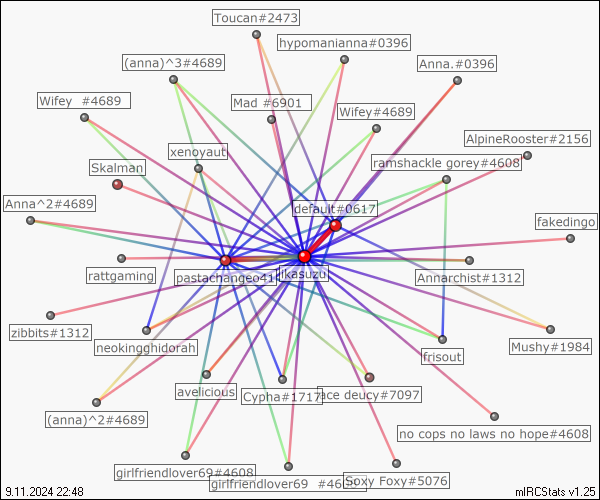 Toucan#2473
hypomanianna#0396
(anna)^3#4689
Anna.#0396
Wifey #4689
Mad #6901
Wifey#4689
AlpineRooster#2156
xenoyaut
ramshackle gorey#4608
Skalman
Anna^2#4689
default#0617
fakedingo
rattgaming
pastachangeo41
likasuzu
Annarchist#1312
zibbits#1312
neokingghidorah
frisout
Mushy#1984
avelicious
Cypha#1717
ace deucy#7097
(anna)^2#4689
no cops no laws no hope#4608
girlfriendlover69#4608
girlfriendlover69
Soxy Foxy#5076
9.11.2024 22:48
mIRCStats v1.25